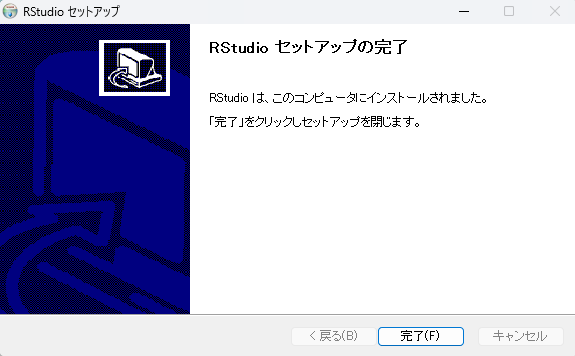 RStudio セットアップ
RStudio セットアップの完了
RStudio は、このコンピュータにインストールされました。
「完了」をクリックしセットアップを閉じます。
< 戻る(B)
完了(F)
キャンセル